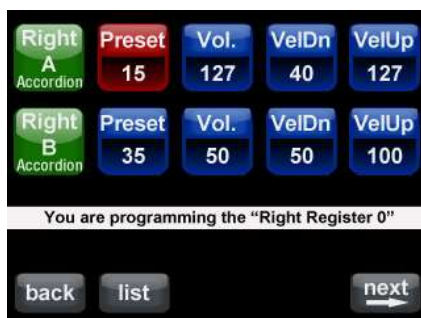 Right Preset Vol. VelDn VelUp
A
Accordion 15 127 40 127
Right Preset Vol. VelDn VelUp
B
Accordion 35 50 50 100
You are programming the “Right Register 0”
back list next